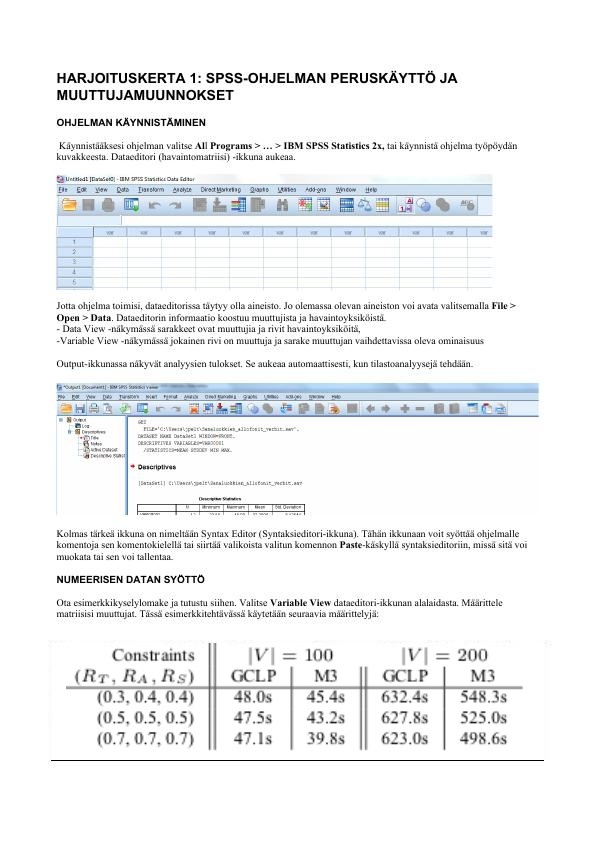 HARJOITUSKERTA 1: SPSS-OHJELMAN PERUSKÄYTTÖ JA
MUUTTUJAMUUNNOKSET
OHJELMAN KÄYNNISTÄMINEN
Käynnistääksesi ohjelman valitse All Programs > … > IBM SPSS Statistics 2x, tai käynnistä ohjelma työpöydän
kuvakkeesta. Dataeditori (havaintomatriisi) -ikkuna aukeaa.
Untitled1 [DataSet0] - IBM SPSS Statistics Data Editor
File Edit View Data Transform Analyze Direct Marketing Graphs Utilities Add-ons Window Help
var var var var var var var var var var var var
1
2
3
4
5
Jotta ohjelma toimisi, dataeditorissa täytyy olla aineisto. Jo olemassa olevan aineiston voi avata valitsemalla File >
Open > Data. Dataeditorin informaatio koostuu muuttujista ja havaintoyksiköistä.
- Data View -näkymässä sarakkeet ovat muuttujia ja rivit havaintoyksiköitä,
-Variable View -näkymässä jokainen rivi on muuttuja ja sarake muuttujan vaihdettavissa oleva ominaisuus
Output-ikkunassa näkyvät analyysien tulokset. Se aukeaa automaattisesti, kun tilastoanalyysejä tehdään.
*Output1 [Document1] - IBM SPSS Statistics Viewer
File Edit View Data Transform Insert Format Analyze Direct Marketing Graphs Utilities Add-ons Window Help
Output
Log
Descriptives
Title
Notes
Active Dataset
Descriptive Statist
GET
FILE='C:\Users\jpelt\Sanaluokkien_allofonit_verbit.sav'.
DATASET NAME DataSet1 WINDOW=FRONT.
DESCRIPTIVES VARIABLES=VAR00001
/STATISTICS=MEAN STDDEV MIN MAX.
Descriptives
[DataSet1] C:\Users\jpelt\Sanaluokkien_allofonit_verbit.sav
Descriptive Statistics
N Minimum Maximum Mean Std. Deviation
Kolmas tärkeä ikkuna on nimeltään Syntax Editor (Syntaksieditori-ikkuna). Tähän ikkunaan voit syöttää ohjelmalle
komentoja sen komentokielellä tai siirtää valikoista valitun komennon Paste-käskyllä syntaksieditoriin, missä sitä voi
muokata tai sen voi tallentaa.
NUMEERISEN DATAN SYÖTTÖ
Ota esimerkkikyselylomake ja tutustu siihen. Valitse Variable View dataeditori-ikkunan alalaidasta. Määrittele
matriisiisi muuttujat. Tässä esimerkkitehtävässä käytetään seuraavia määrittelyjä:
Constraints |V| = 100 |V| = 200
(R_T, R_A, R_S) GCLP M3 GCLP M3
(0.3, 0.4, 0.4) 48.0s 45.4s 632.4s 548.3s
(0.5, 0.5, 0.5) 47.5s 43.2s 627.8s 525.0s
(0.7, 0.7, 0.7) 47.1s 39.8s 623.0s 498.6s